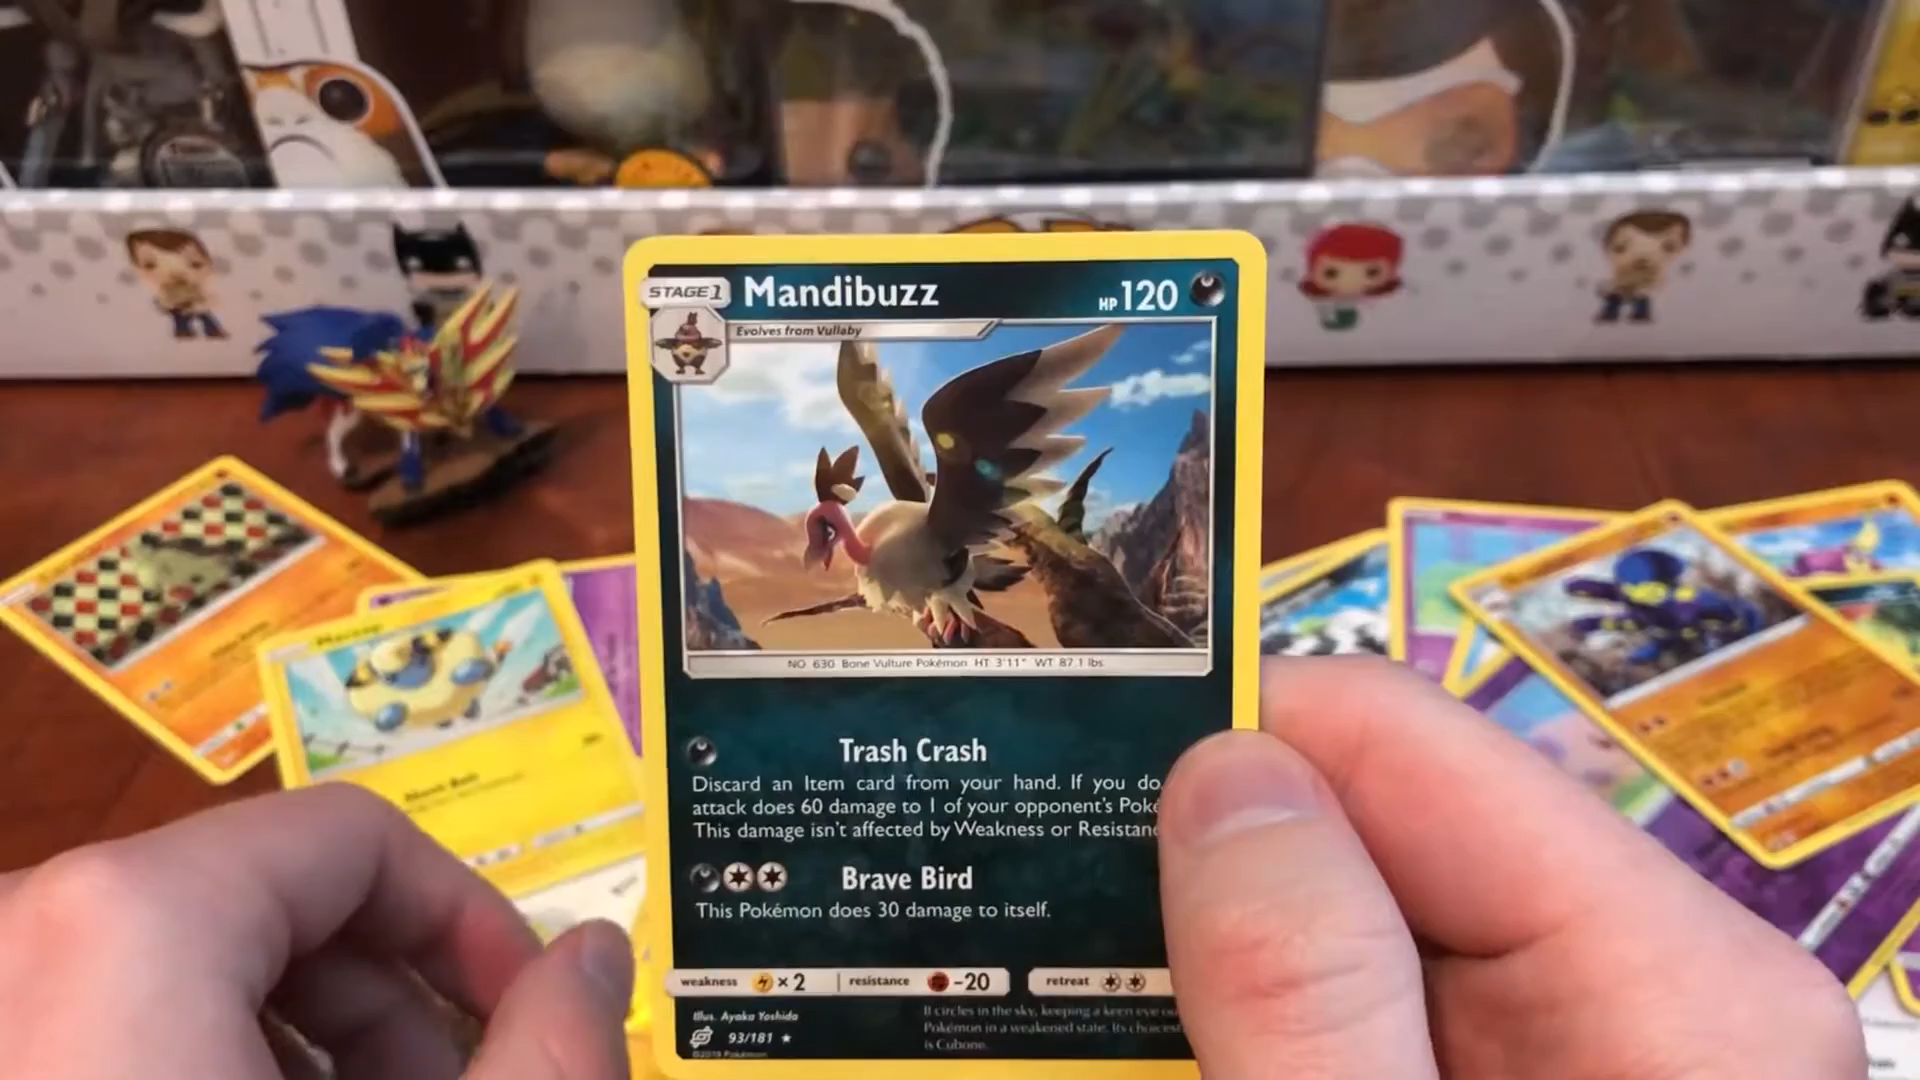 STAGE 1 Mandibuzz HP 120
Evolves from Vullaby
NO. 630 Bone Vulture Pokémon HT: 3'11" WT: 87.1 lbs.
Trash Crash
Discard an Item card from your hand. If you do,
attack does 60 damage to 1 of your opponent's
This damage isn't affected by Weakness or
Brave Bird
This Pokémon does 30 damage to itself.
weakness ×2 resistance -20 retreat
Illus. Ayaka Yoshida
It circles in the sky, keeping a keen eye
93/181
Pokémon in a weakened state. Its choicest
is Cubone.
©2019 Pokémon
Mareep